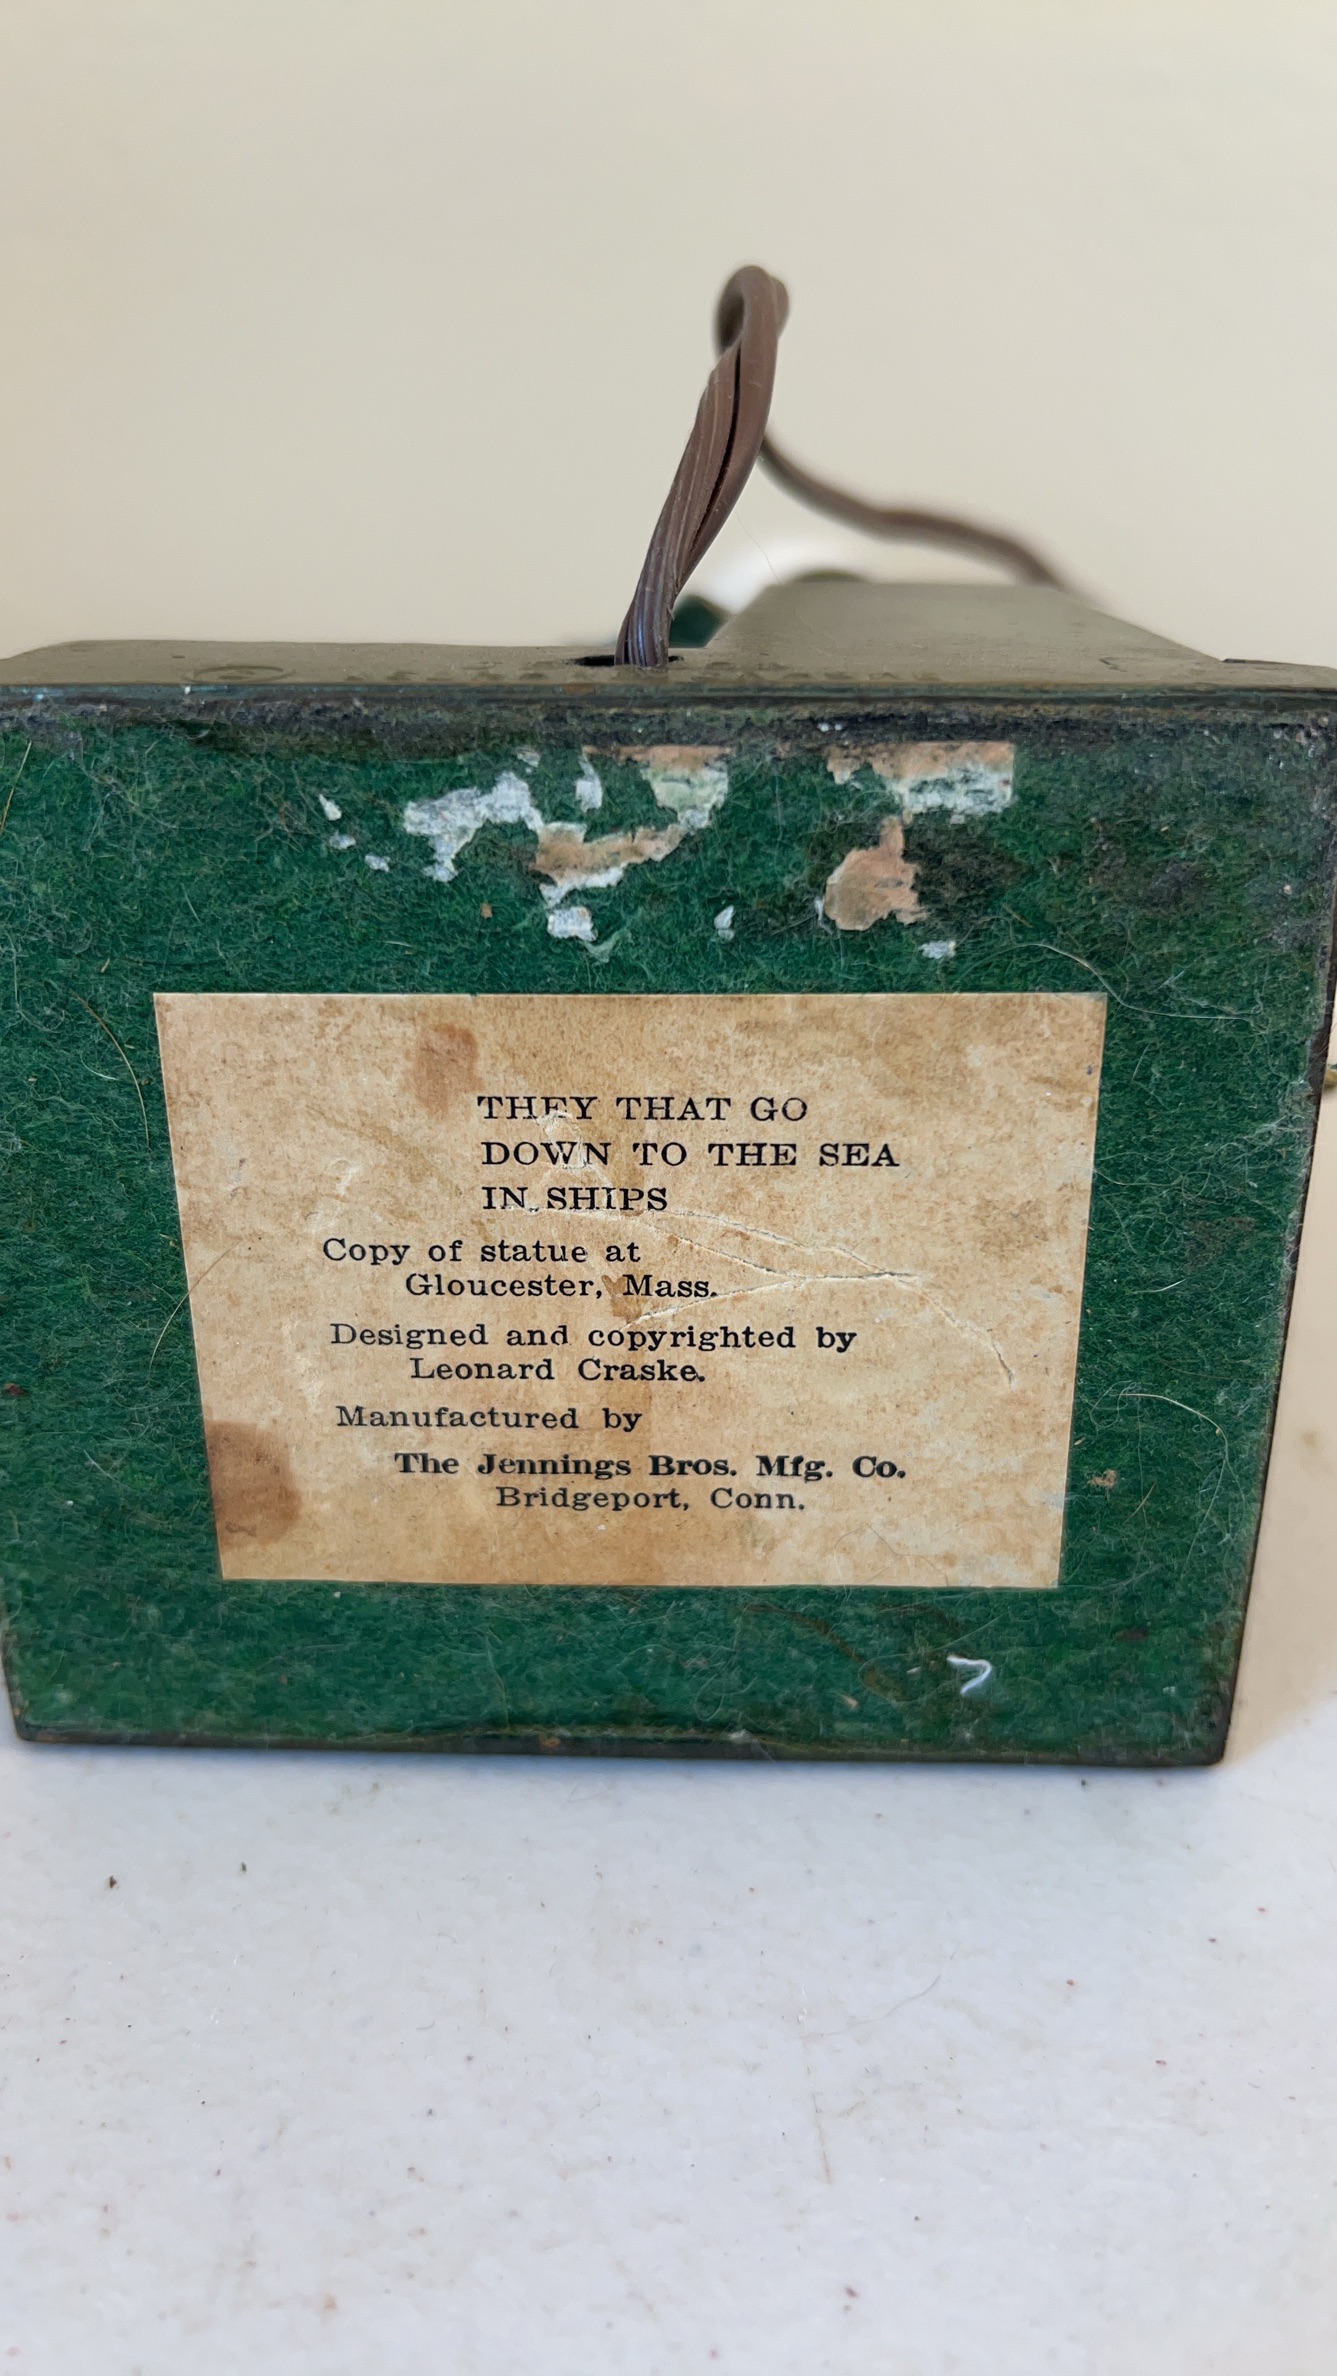 THEY THAT GO
DOWN TO THE SEA
IN SHIPS
Copy of statue at
Gloucester, Mass.
Designed and copyrighted by
Leonard Craske.
Manufactured by
The Jennings Bros. Mfg. Co.
Bridgeport, Conn.